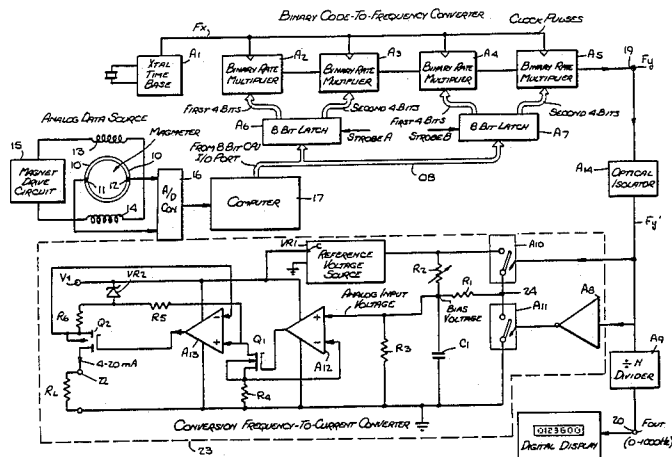 BINARY CODE-TO-FREQUENCY CONVERTER
Fx
CLOCK PULSES
A1
XTAL
TIME
BASE
A2
BINARY RATE
MULTIPLIER
A3
BINARY RATE
MULTIPLIER
A4
BINARY RATE
MULTIPLIER
A5
BINARY RATE
MULTIPLIER
19
Fy
FIRST 4 BITS
SECOND 4 BITS
FIRST 4 BITS
SECOND 4 BITS
A6
8 BIT LATCH
STROBE A
STROBE B
8 BIT LATCH
A7
ANALOG DATA SOURCE
MAGMETER
15
MAGNET DRIVE
CIRCUIT
13
10
10
11
12
14
16
A/D
CON
FROM 8 BIT CPU
I/O PORT
COMPUTER
17
OB
A14
OPTICAL
ISOLATOR
Fy'
VR1
C
REFERENCE
VOLTAGE
SOURCE
A10
V+
VR2
R2
R1
24
A11
A8
ANALOG INPUT
VOLTAGE
BIAS
VOLTAGE
R6
R5
Q2
A13
Q1
A12
R3
C1
4-20mA
22
RL
R4
A9
÷ N
DIVIDER
CONVERSION FREQUENCY-TO-CURRENT CONVERTER
23
20
FOUT
(0-1000Hz)
0123600
DIGITAL DISPLAY